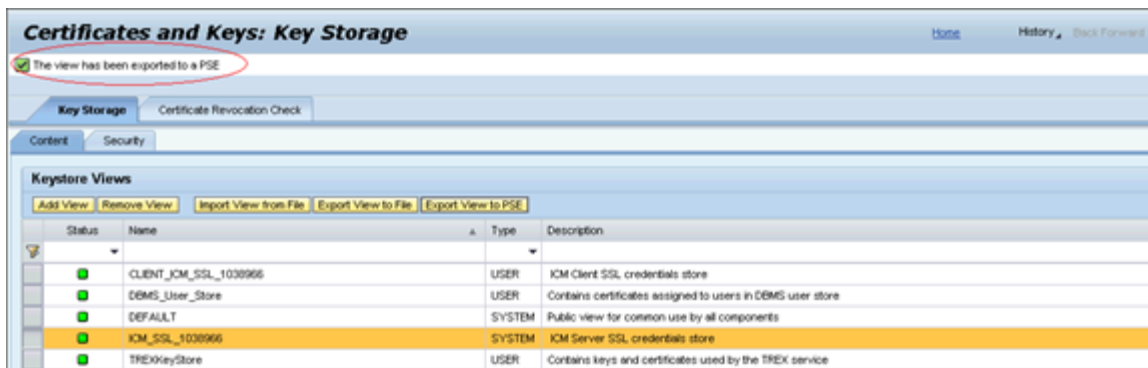 Certificates and Keys: Key Storage
Home History Back Forward
The view has been exported to a PSE
Key Storage Certificate Revocation Check
Content Security
Keystore Views
Add View Remove View Import View from File Export View to File Export View to PSE
Status Name Type Description
CLIENT_ICM_SSL_1038966 USER ICM Client SSL credentials store
DBMS_User_Store USER Contains certificates assigned to users in DBMS user store
DEFAULT SYSTEM Public view for common use by all components
ICM_SSL_1038966 SYSTEM ICM Server SSL credentials store
TREXKeyStore USER Contains keys and certificates used by the TREX service